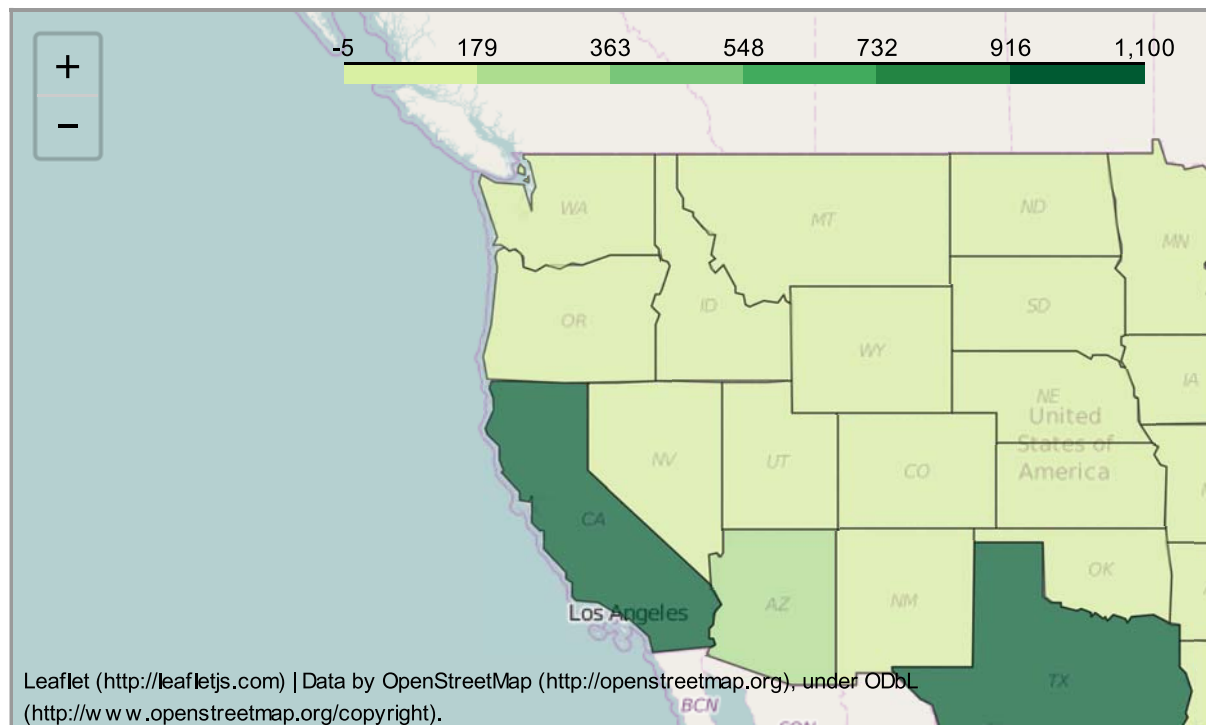 +
-5 179 363 548 732 916 1,100
−
WA
MT
ND
MN
OR
ID
SD
WY
IA
NE
United
States of
America
NV
UT
CO
CA
AZ
NM
OK
Los Angeles
TX
Leaflet (http://leafletjs.com) | Data by OpenStreetMap (http://openstreetmap.org), under ODbL
(http://www.openstreetmap.org/copyright).
BCN